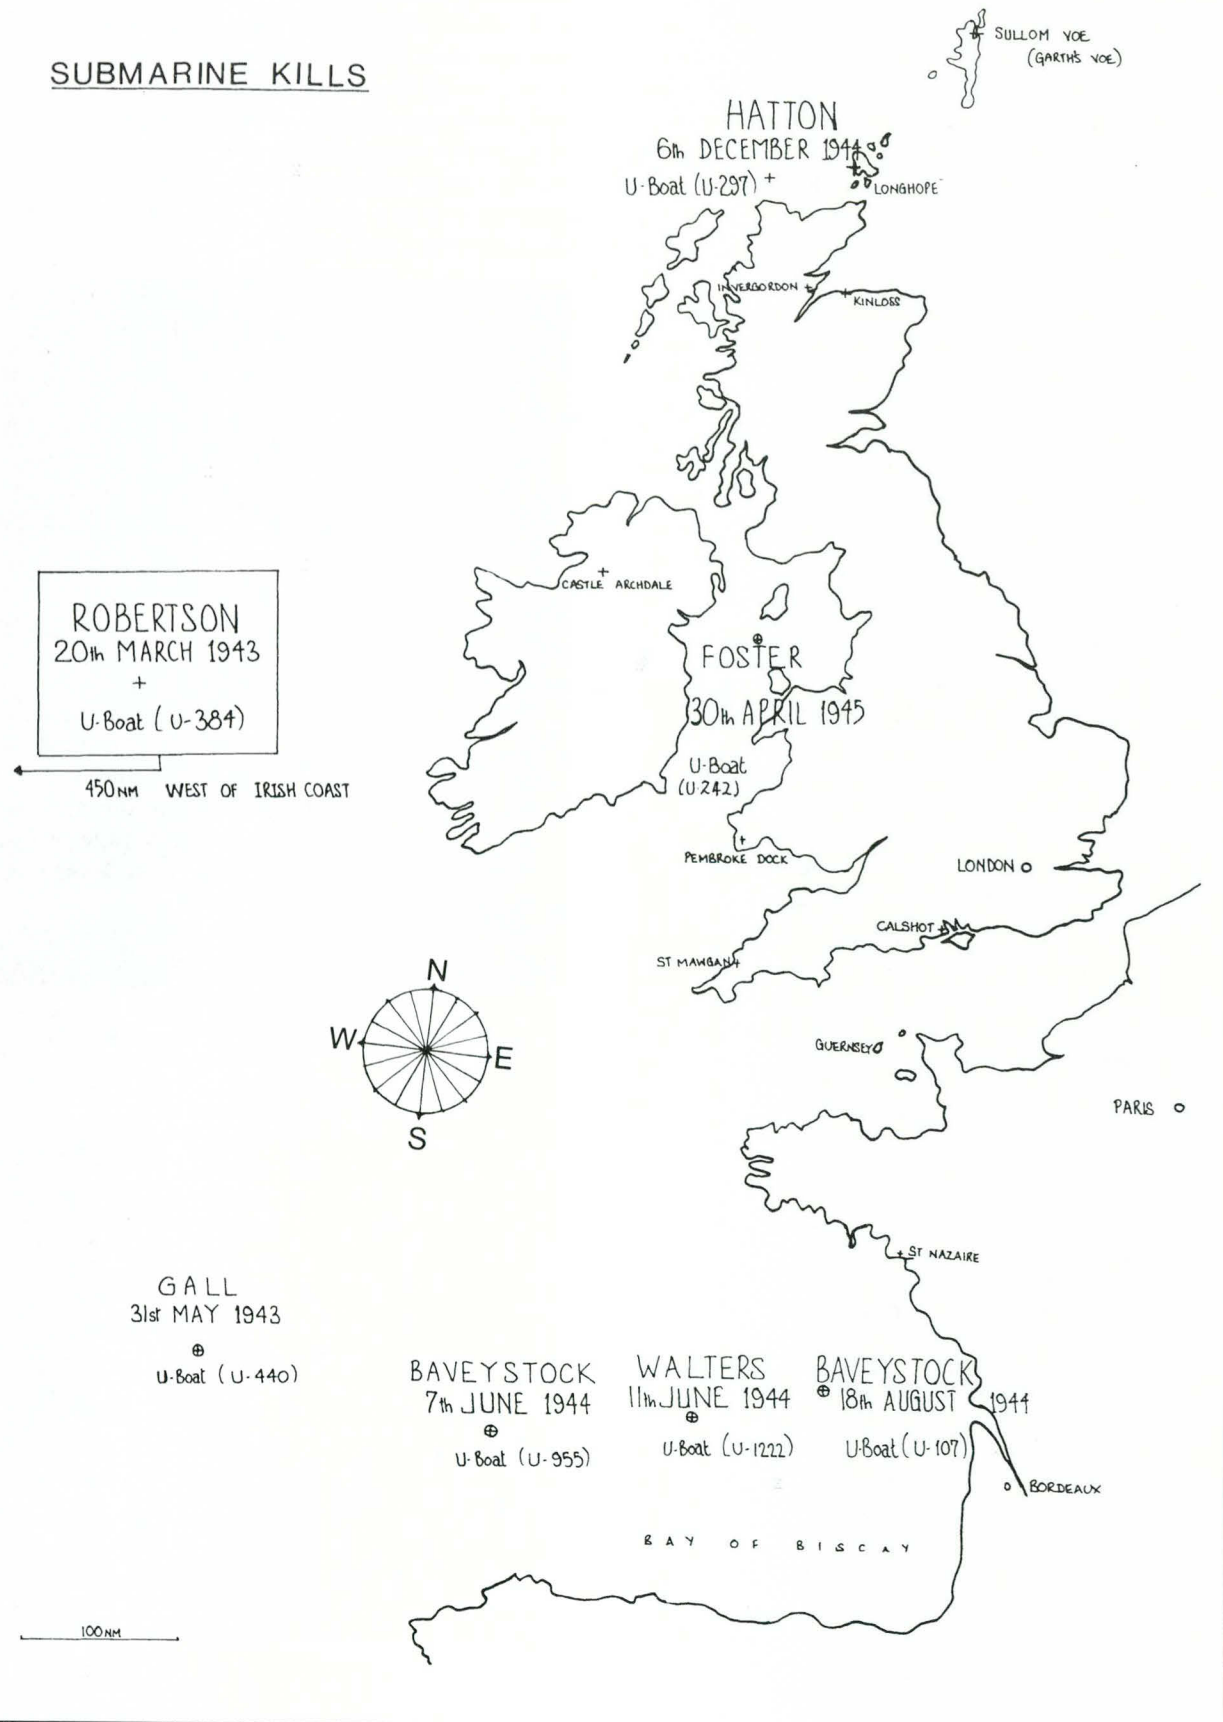 SUBMARINE KILLS
SULLOM VOE
(GARTH'S VOE)
HATTON
6th DECEMBER 1944
U-Boat (U-297)
LONGHOPE
INVERGORDON
KINLOSS
CASTLE ARCHDALE
ROBERTSON
20th MARCH 1943
U-Boat (U-384)
450NM WEST OF IRISH COAST
FOSTER
30th APRIL 1945
U-Boat
(U-242)
PEMBROKE DOCK
LONDON
CALSHOT
ST MAWGAN
N
W
E
S
GUERNSEY
PARIS
ST NAZAIRE
GALL
31st MAY 1943
U-Boat (U-440)
BAVEYSTOCK
7th JUNE 1944
U-Boat (U-955)
WALTERS
11th JUNE 1944
U-Boat (U-1222)
BAVEYSTOCK
18th AUGUST 1944
U-Boat (U-107)
BORDEAUX
BAY OF BISCAY
100NM